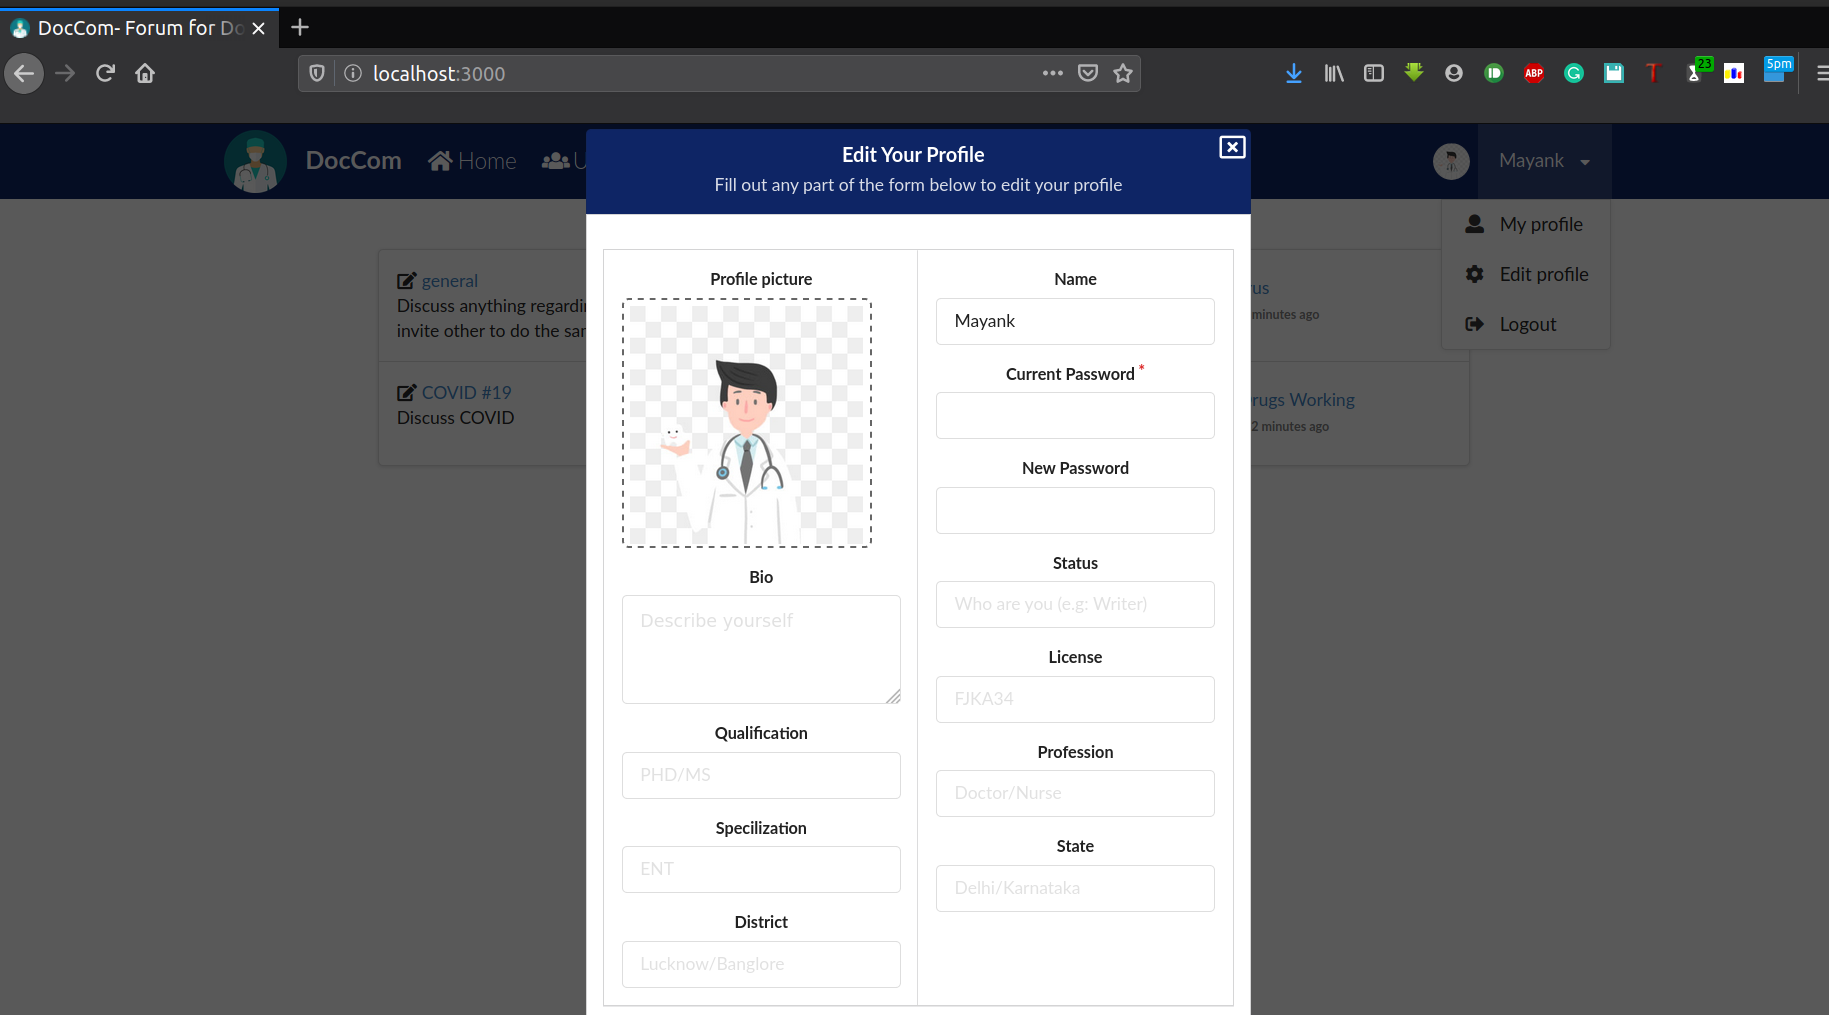 DocCom- Forum for Do
localhost:3000
ABP
23
5pm
DocCom
Home
U
Mayank
My profile
Edit profile
Logout
general
Discuss anything regardin
invite other to do the sam
COVID #19
Discuss COVID
rus
minutes ago
rugs Working
2 minutes ago
Edit Your Profile
Fill out any part of the form below to edit your profile
Profile picture
Bio
Describe yourself
Qualification
PHD/MS
Specilization
ENT
District
Lucknow/Banglore
Name
Mayank
Current Password *
New Password
Status
Who are you (e.g: Writer)
License
FJKA34
Profession
Doctor/Nurse
State
Delhi/Karnataka